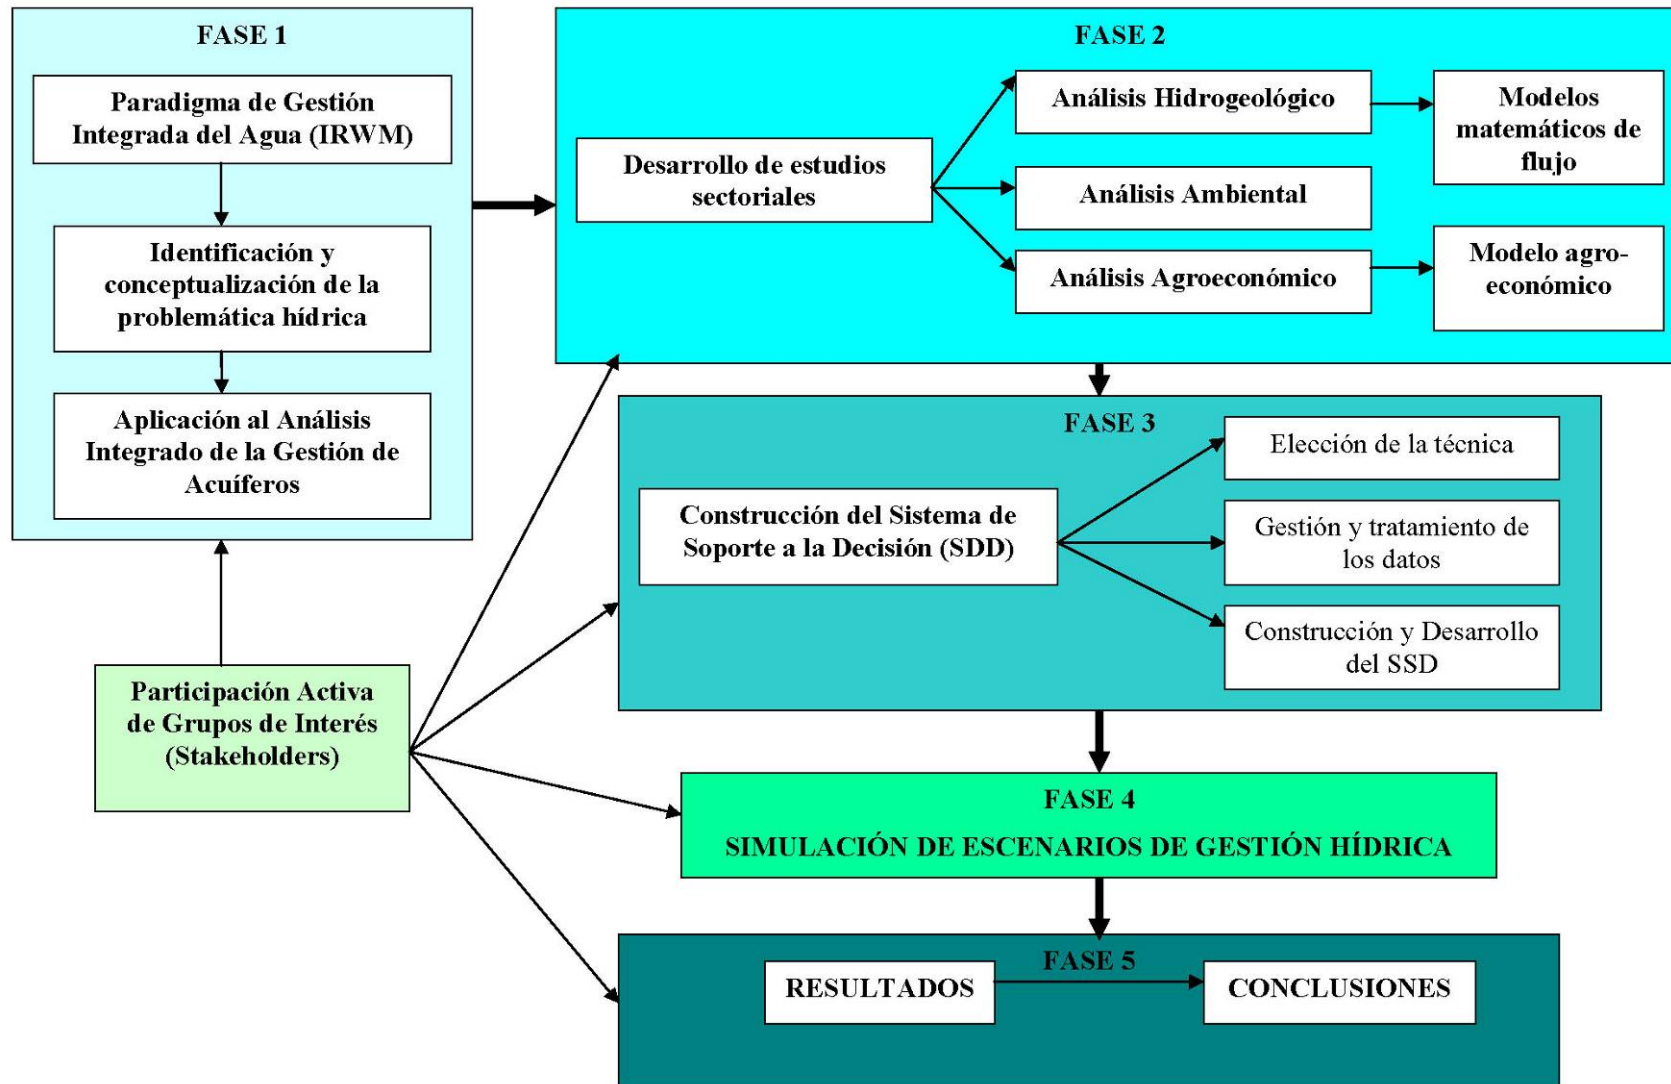 FASE 1
Paradigma de Gestión
Integrada del Agua (IRWM)
Identificación y
conceptualización de la
problemática hídrica
Aplicación al Análisis
Integrado de la Gestión de
Acuíferos
Participación Activa
de Grupos de Interés
(Stakeholders)
FASE 2
Desarrollo de estudios
sectoriales
Análisis Hidrogeológico
Análisis Ambiental
Análisis Agroeconómico
Modelos
matemáticos de
flujo
Modelo agro-
económico
FASE 3
Construcción del Sistema de
Soporte a la Decisión (SDD)
Elección de la técnica
Gestión y tratamiento de
los datos
Construcción y Desarrollo
del SSD
FASE 4
SIMULACIÓN DE ESCENARIOS DE GESTIÓN HÍDRICA
FASE 5
RESULTADOS
CONCLUSIONES